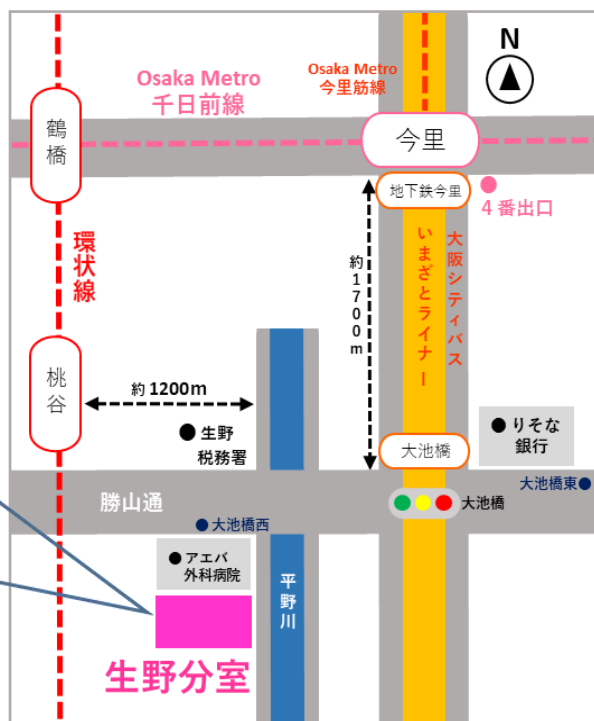 N
Osaka Metro
今里筋線
Osaka Metro
千日前線
鶴橋
今里
地下鉄今里
4番出口
環状線
約1700m
いまざとライナー
大阪シティバス
桃谷
約1200m
生野
税務署
大池橋
りそな
銀行
大池橋東
勝山通
大池橋
大池橋西
アエバ
外科病院
平野川
生野分室